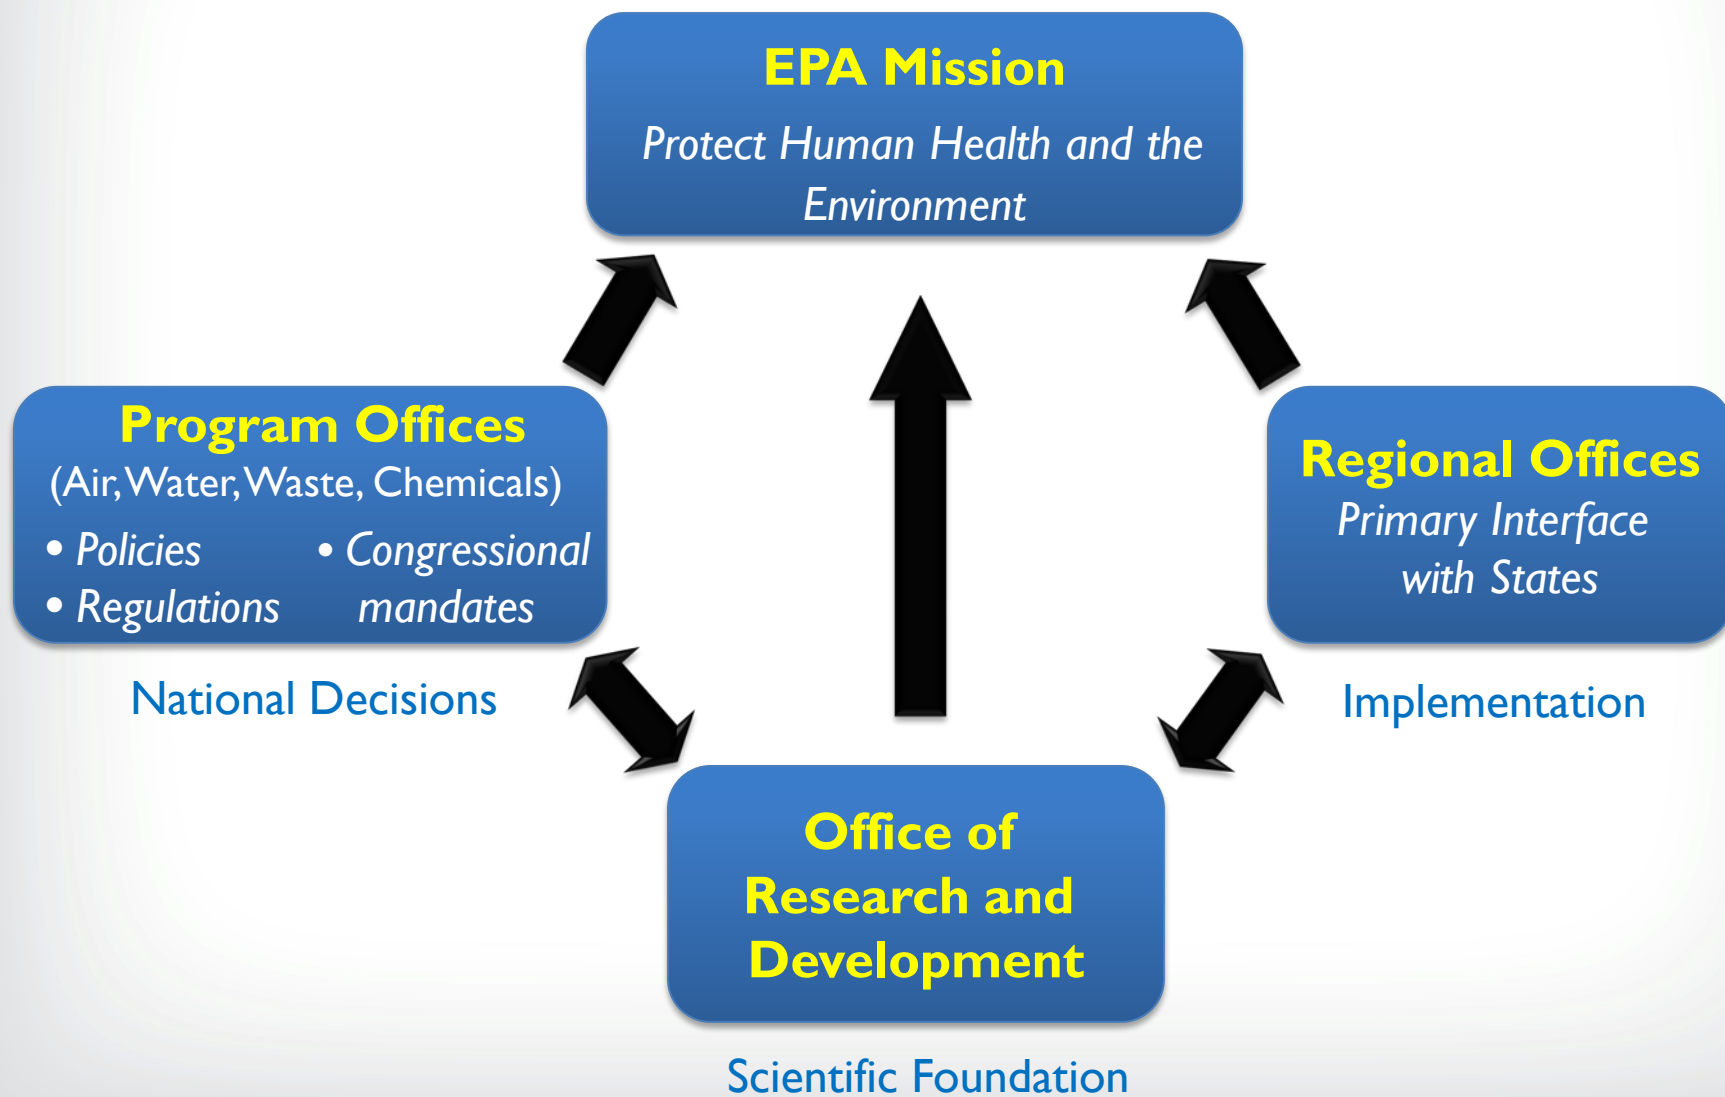 EPA Mission
Protect Human Health and the
Environment
Program Offices
(Air, Water, Waste, Chemicals)
• Policies
• Regulations
• Congressional
mandates
National Decisions
Regional Offices
Primary Interface
with States
Implementation
Office of
Research and
Development
Scientific Foundation